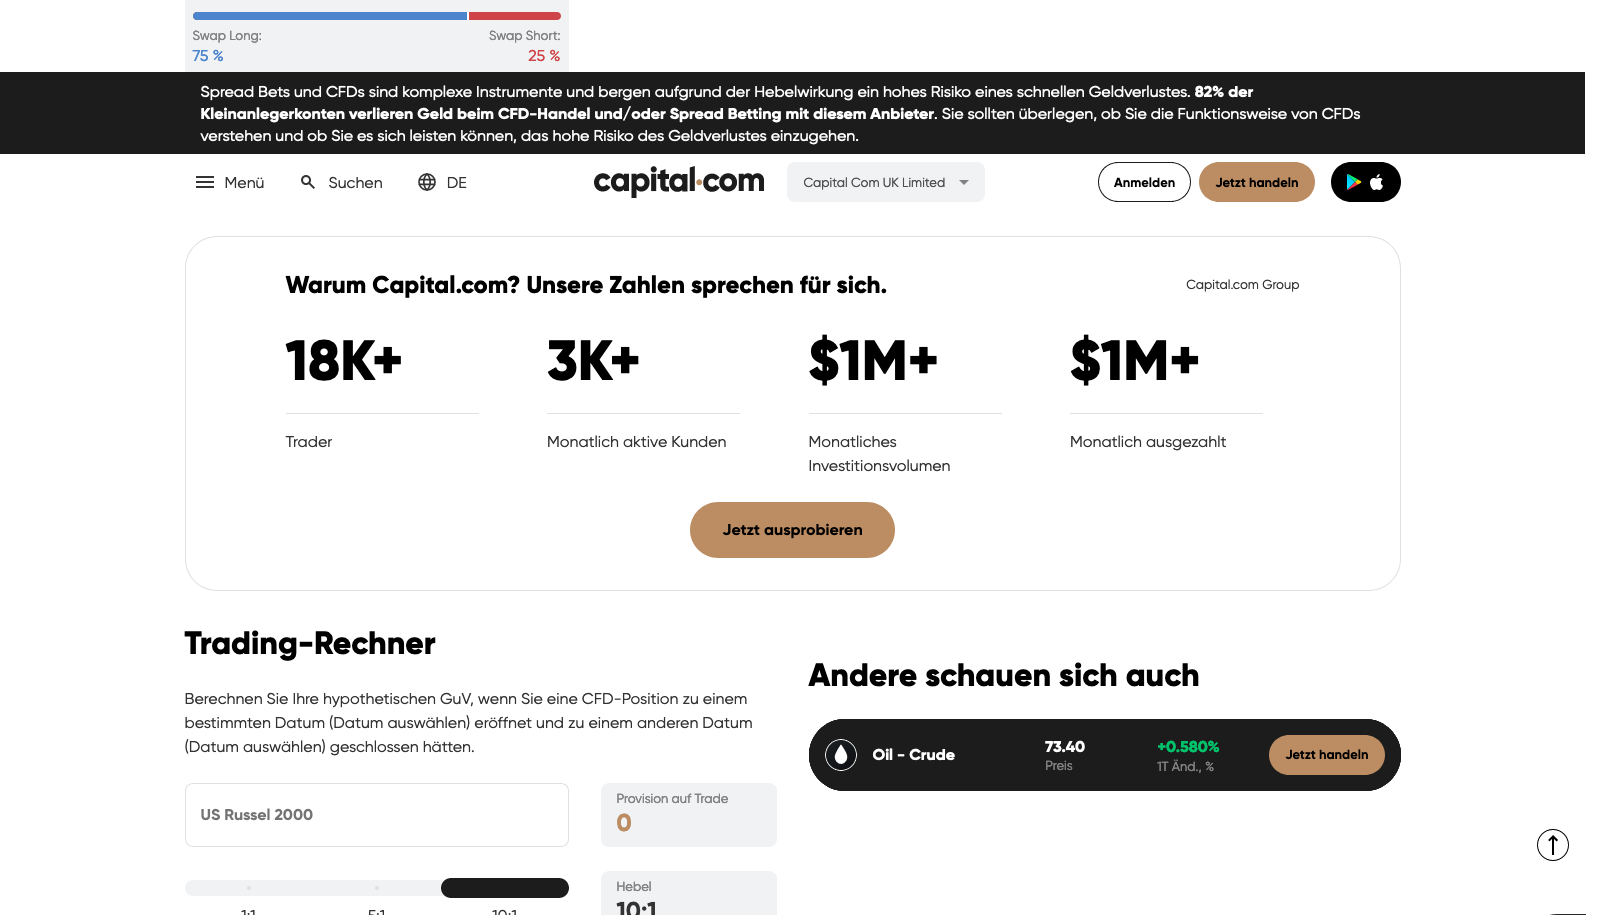 Swap Long:
Swap Short:
75 %
25 %
Spread Bets und CFDs sind komplexe Instrumente und bergen aufgrund der Hebelwirkung ein hohes Risiko eines schnellen Geldverlustes. 82% der
Kleinanlegerkonten verlieren Geld beim CFD-Handel und/oder Spread Betting mit diesem Anbieter. Sie sollten überlegen, ob Sie die Funktionsweise von CFDs
verstehen und ob Sie es sich leisten können, das hohe Risiko des Geldverlustes einzugehen.
Menü
Suchen
DE
capital.com
Capital Com UK Limited
Anmelden
Jetzt handeln
Warum Capital.com? Unsere Zahlen sprechen für sich.
Capital.com Group
18K+
Trader
3K+
Monatlich aktive Kunden
$1M+
Monatliches
Investitionsvolumen
$1M+
Monatlich ausgezahlt
Jetzt ausprobieren
Trading-Rechner
Berechnen Sie Ihre hypothetischen GuV, wenn Sie eine CFD-Position zu einem
bestimmten Datum (Datum auswählen) eröffnet und zu einem anderen Datum
(Datum auswählen) geschlossen hätten.
US Russel 2000
Provision auf Trade
0
1:1
5:1
10:1
Hebel
10:1
Andere schauen sich auch
Oil - Crude
73.40
Preis
+0.580%
1T Änd., %
Jetzt handeln